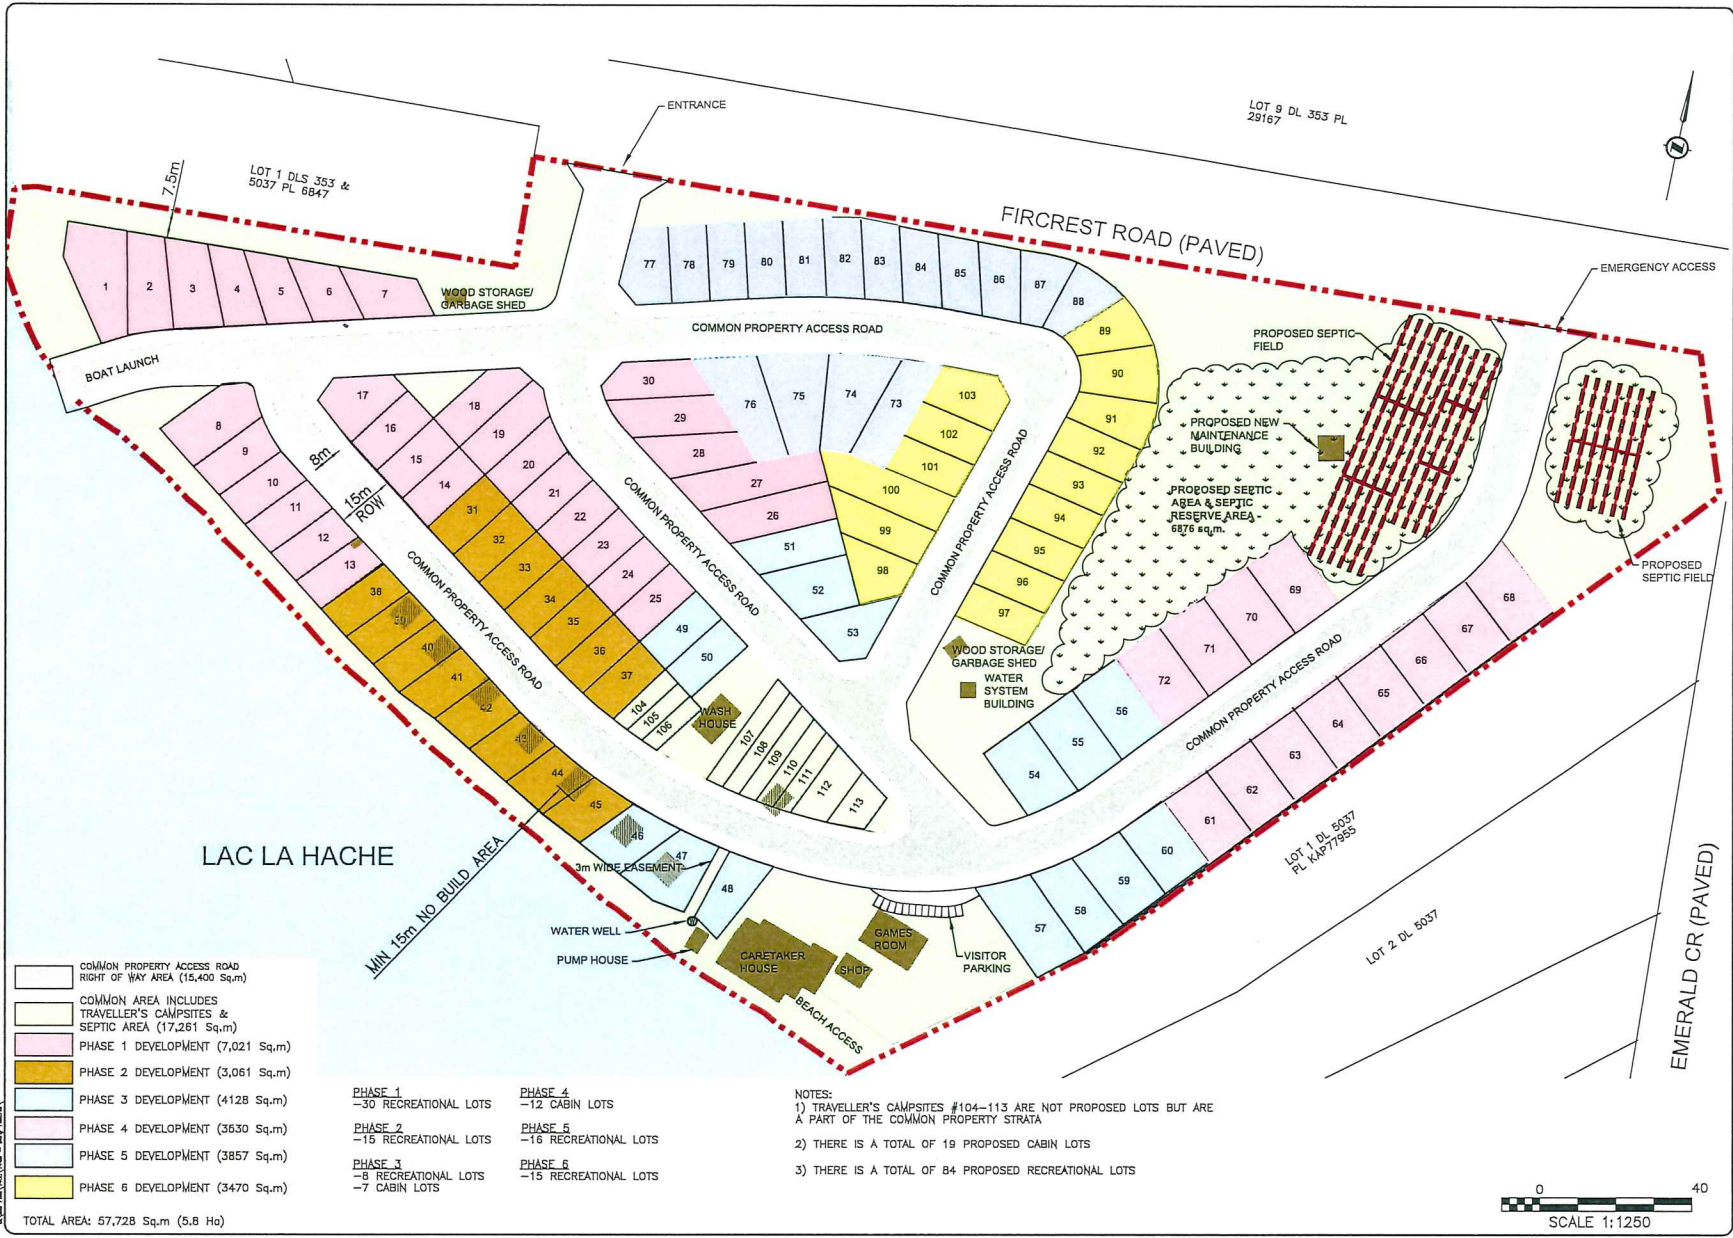 ENTRANCE
LOT 9 DL 353 PL
29167
7.5m
LOT 1 DLS 353 &
5037 PL 6847
FIRCREST ROAD (PAVED)
EMERGENCY ACCESS
77 78 79 80 81 82 83 84 85 86 87 88
1 2 3 4 5 6 7
WOOD STORAGE/
GARBAGE SHED
COMMON PROPERTY ACCESS ROAD
89
90
91
92
93
94
95
96
97
PROPOSED SEPTIC
FIELD
BOAT LAUNCH
17
16
15
14
18
19
20
21
22
23
24
25
30
29
28
27
26
76 75 74 73
103
102
101
100
99
98
PROPOSED NEW
MAINTENANCE
BUILDING
PROPOSED SEPTIC
AREA & SEPTIC
RESERVE AREA -
6876 sq.m.
PROPOSED
SEPTIC FIELD
8
9
10
11
12
13
8m
15m
ROW
31
32
33
34
35
36
37
COMMON PROPERTY ACCESS ROAD
COMMON PROPERTY ACCESS ROAD
COMMON PROPERTY ACCESS ROAD
51
52
53
49
50
38
39
40
41
42
43
44
45
46
47
48
104
105
106
WASH
HOUSE
107
108
109
110
111
112
113
WOOD STORAGE/
GARBAGE SHED
WATER
SYSTEM
BUILDING
69
70
71
72
56
55
54
COMMON PROPERTY ACCESS ROAD
68
67
66
65
64
63
62
61
60
59
58
57
LAC LA HACHE
MIN 15m NO BUILD AREA
3m WIDE EASEMENT
WATER WELL
PUMP HOUSE
CARETAKER
HOUSE
SHOP
GAMES
ROOM
VISITOR
PARKING
BEACH ACCESS
LOT 1 DL 5037
PL KAP77955
LOT 2 DL 5037
EMERALD CR (PAVED)
COMMON PROPERTY ACCESS ROAD
RIGHT OF WAY AREA (15,400 Sq.m)
COMMON AREA INCLUDES
TRAVELLER'S CAMPSITES &
SEPTIC AREA (17,261 Sq.m)
PHASE 1 DEVELOPMENT (7,021 Sq.m)
PHASE 2 DEVELOPMENT (3,061 Sq.m)
PHASE 3 DEVELOPMENT (4128 Sq.m)
PHASE 4 DEVELOPMENT (3530 Sq.m)
PHASE 5 DEVELOPMENT (3857 Sq.m)
PHASE 6 DEVELOPMENT (3470 Sq.m)
TOTAL AREA: 57,728 Sq.m (5.8 Ha)
PHASE 1
-30 RECREATIONAL LOTS
PHASE 2
-15 RECREATIONAL LOTS
PHASE 3
-8 RECREATIONAL LOTS
-7 CABIN LOTS
PHASE 4
-12 CABIN LOTS
PHASE 5
-16 RECREATIONAL LOTS
PHASE 6
-15 RECREATIONAL LOTS
NOTES:
1) TRAVELLER'S CAMPSITES #104-113 ARE NOT PROPOSED LOTS BUT ARE
A PART OF THE COMMON PROPERTY STRATA
2) THERE IS A TOTAL OF 19 PROPOSED CABIN LOTS
3) THERE IS A TOTAL OF 84 PROPOSED RECREATIONAL LOTS
0 40
SCALE 1:1250